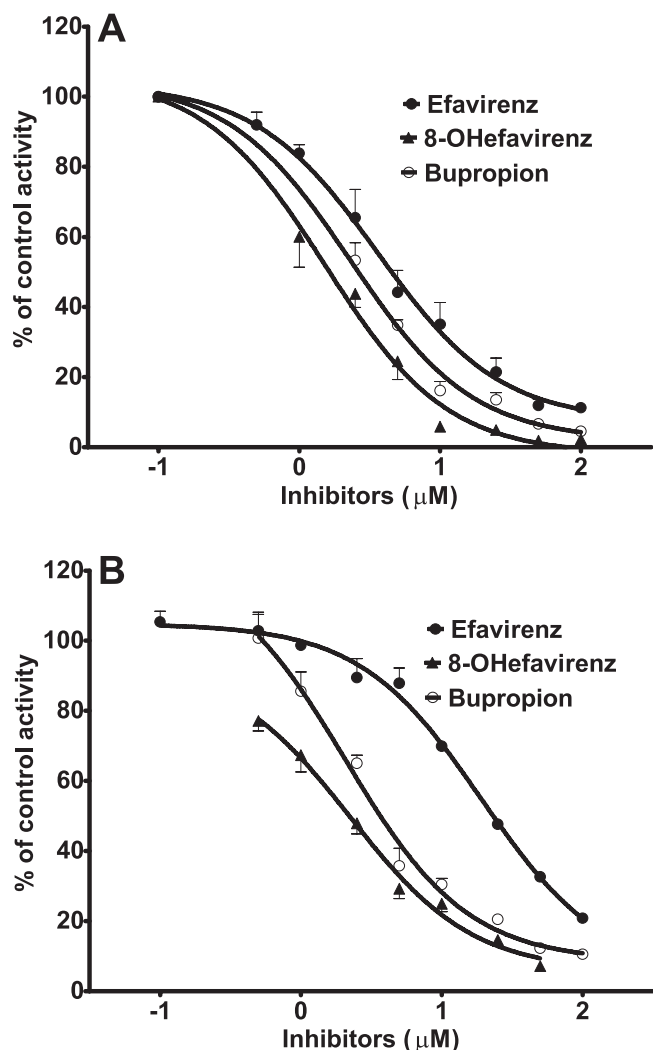 A
120
100
80
60
40
20
0
% of control activity
Efavirenz
8-OHefavirenz
Bupropion
-1 0 1 2
Inhibitors (μM)
B
120
100
80
60
40
20
0
% of control activity
Efavirenz
8-OHefavirenz
Bupropion
-1 0 1 2
Inhibitors (μM)